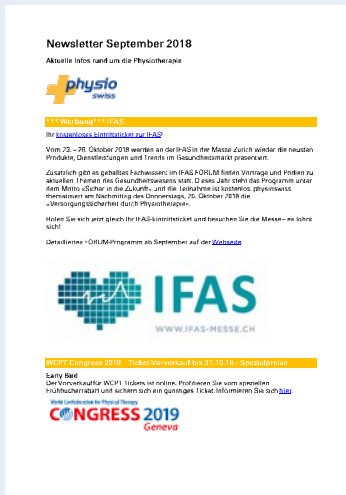 Newsletter September 2018
Aktuelle Infos rund um die Physiotherapie
physio
swiss
*** Werbung*** IFAS
Ihr kostenloses Eintrittsticket zur IFAS!
Vom 23. – 26. Oktober 2018 werden an der IFAS in der Messe Zürich wieder die neusten
Produkte, Dienstleistungen und Trends im Gesundheitsmarkt präsentiert.
Zusätzlich gibt es geballtes Fachwissen: im IFAS FORUM finden Vorträge und Panels zu
aktuellen Themen des Gesundheitswesens statt. Dieses Jahr steht das Programm unter
dem Motto «Sicher in die Zukunft» und die Teilnahme ist kostenlos. physioswiss
thematisiert am Nachmittag des Donnerstags, 25. Oktober 2018 die
«Versorgungssicherheit durch Physiotherapie».
Holen Sie sich jetzt gleich Ihr IFAS-Eintrittsticket und besuchen Sie die Messe – es lohnt
sich!
Detailliertes FORUM-Programm ab September auf der Webseite.
IFAS
WWW.IFAS-MESSE.CH
WCPT Congress 2019 - Ticket-Vorverkauf bis 31.10.18 - Spezialpreise
Early Bird
Der Vorverkauf für WCPT Tickets ist online. Profitieren Sie vom speziellen
Frühbucherrabatt und sichern sich ein günstiges Ticket. Informieren Sie sich hier.
World Confederation for Physical Therapy
CONGRESS 2019
Geneva